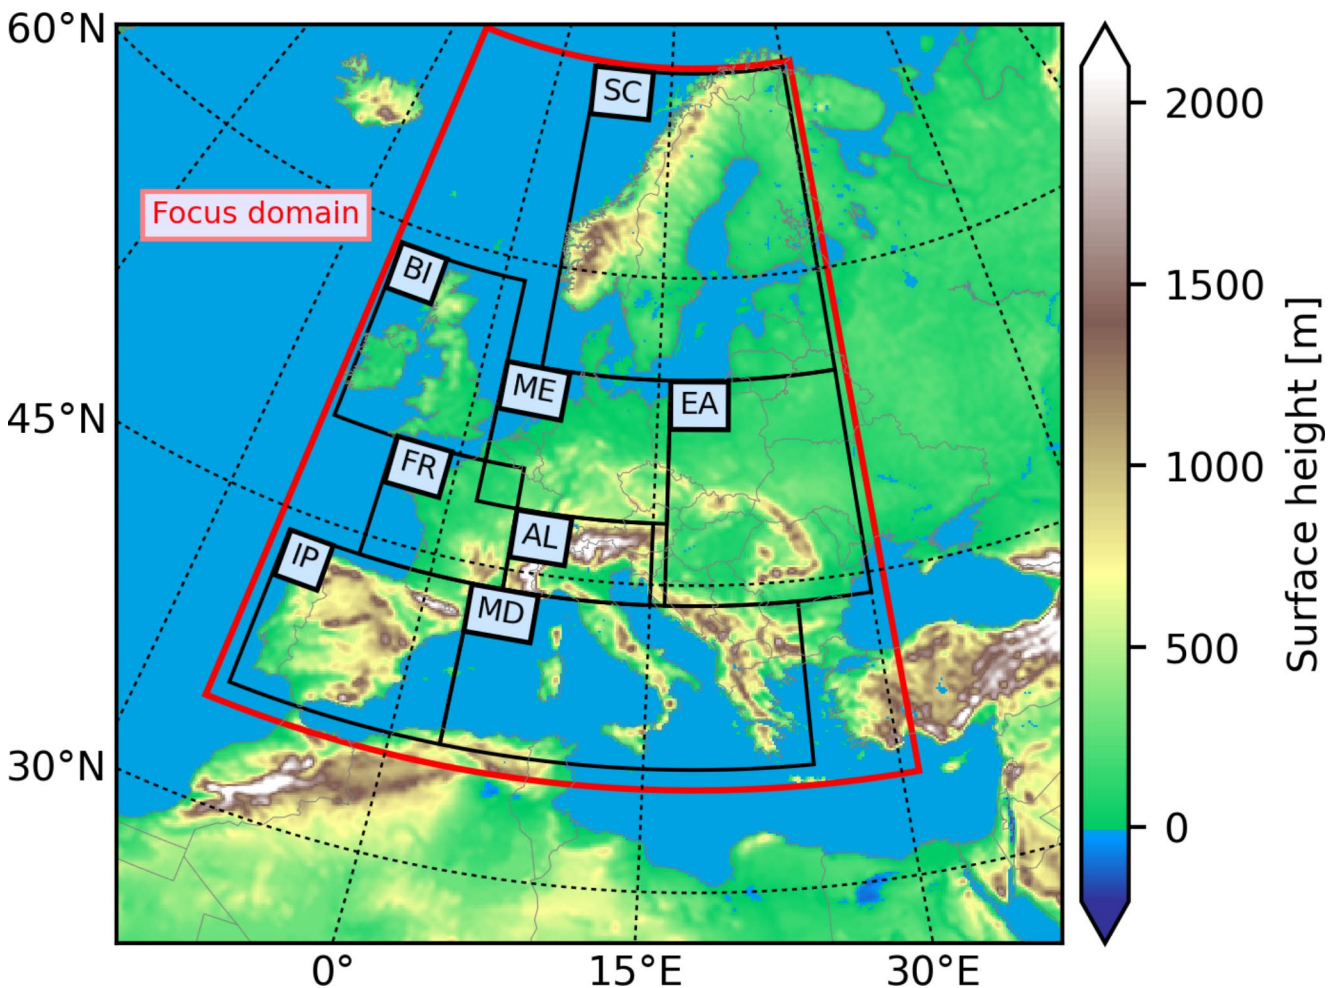 60°N
45°N
30°N
0°
15°E
30°E
Focus domain
SC
BI
ME
EA
FR
AL
IP
MD
2000
1500
1000
500
0
Surface height [m]